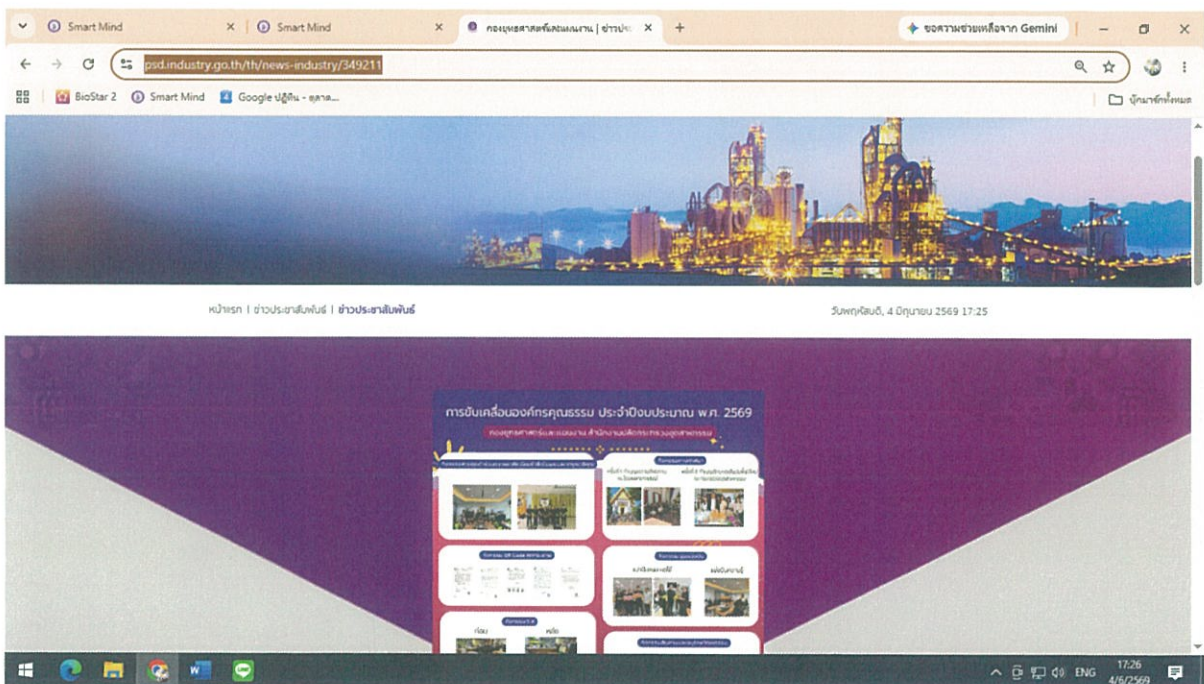 Smart Mind
Smart Mind
กองยุทธศาสตร์และแผนงาน | ข่าวประ
ขอความช่วยเหลือจาก Gemini
psd.industry.go.th/th/news-industry/349211
BioStar 2
Smart Mind
Google ปฏิทิน - ตุลาค...
บุ๊กมาร์กทั้งหมด
หน้าแรก | ข่าวประชาสัมพันธ์ | ข่าวประชาสัมพันธ์
วันพฤหัสบดี, 4 มิถุนายน 2569 17:25
การขับเคลื่อนองค์กรคุณธรรม ประจำปีงบประมาณ พ.ศ. 2569
กองยุทธศาสตร์และแผนงาน สำนักงานปลัดกระทรวงอุตสาหกรรม
ก่อน
หลัง
ENG
17:26
4/6/2569